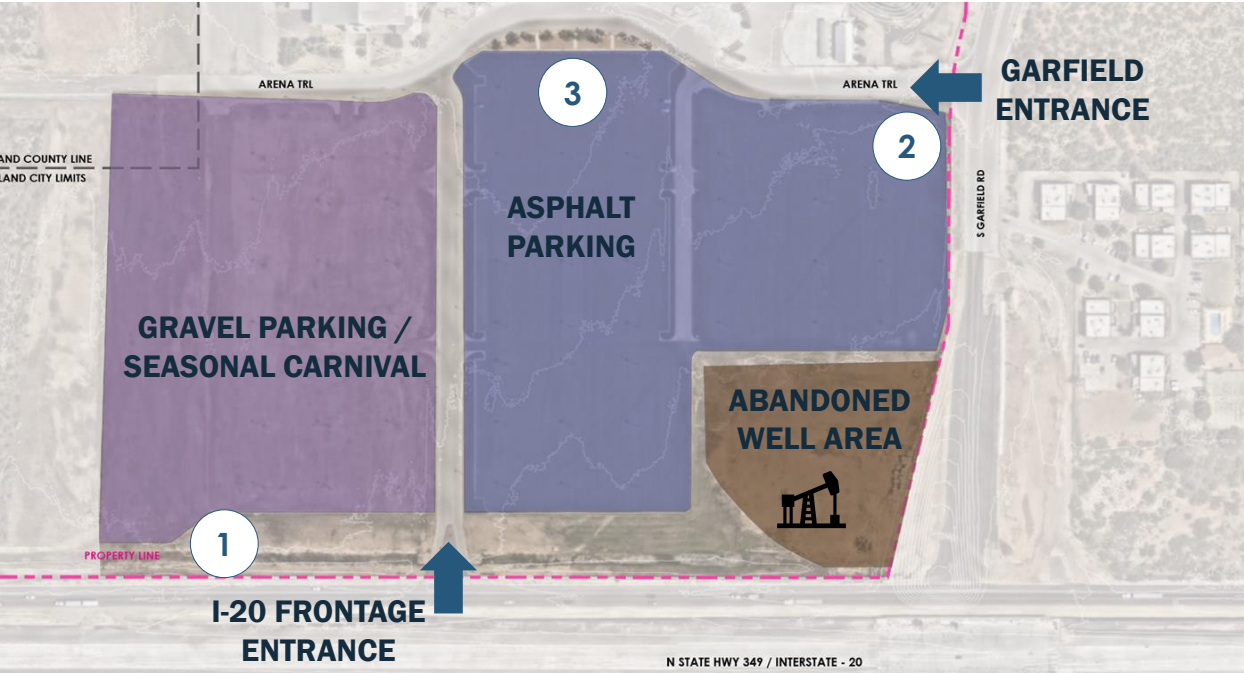 GARFIELD
ENTRANCE
ARENA TRL
3
ARENA TRL
2
AND COUNTY LINE
LAND CITY LIMITS
S GARFIELD RD
ASPHALT
PARKING
GRAVEL PARKING /
SEASONAL CARNIVAL
ABANDONED
WELL AREA
1
PROPERTY LINE
I-20 FRONTAGE
ENTRANCE
N STATE HWY 349 / INTERSTATE - 20